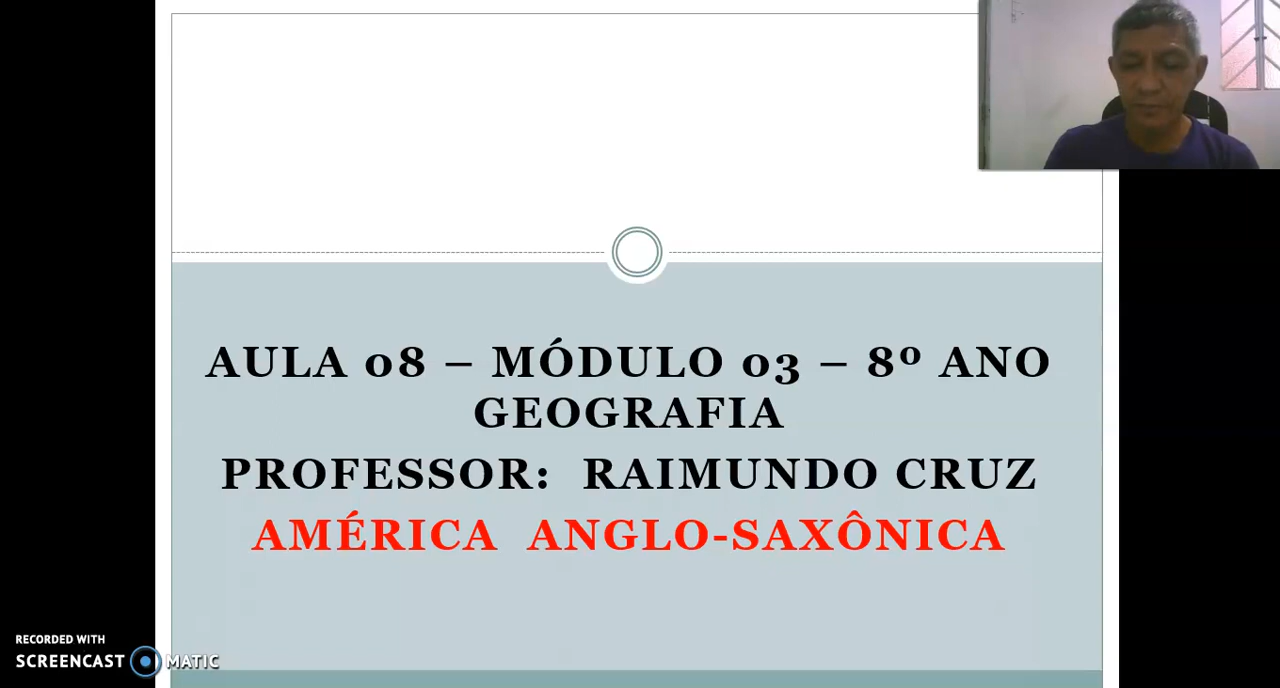 AULA 08 – MÓDULO 03 – 8º ANO
GEOGRAFIA
PROFESSOR: RAIMUNDO CRUZ
AMÉRICA ANGLO-SAXÔNICA
RECORDED WITH
SCREENCAST MATIC